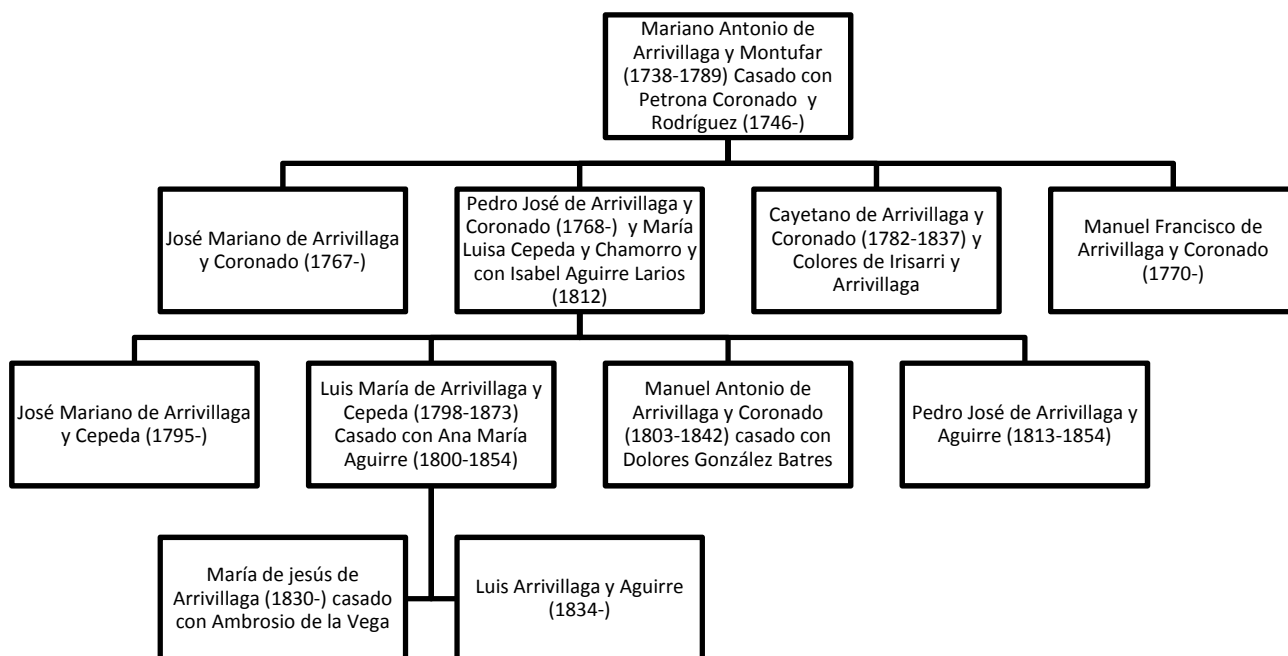 Mariano Antonio de
Arrivillaga y Montufar
(1738-1789) Casado con
Petrona Coronado y
Rodríguez (1746-)
José Mariano de Arrivillaga
y Coronado (1767-)
Pedro José de Arrivillaga y
Coronado (1768-) y María
Luisa Cepeda y Chamorro y
con Isabel Aguirre Larios
(1812)
Cayetano de Arrivillaga y
Coronado (1782-1837) y
Colores de Irisarri y
Arrivillaga
Manuel Francisco de
Arrivillaga y Coronado
(1770-)
José Mariano de Arrivillaga
y Cepeda (1795-)
Luis María de Arrivillaga y
Cepeda (1798-1873)
Casado con Ana María
Aguirre (1800-1854)
Manuel Antonio de
Arrivillaga y Coronado
(1803-1842) casado con
Dolores González Batres
Pedro José de Arrivillaga y
Aguirre (1813-1854)
María de jesús de
Arrivillaga (1830-) casado
con Ambrosio de la Vega
Luis Arrivillaga y Aguirre
(1834-)